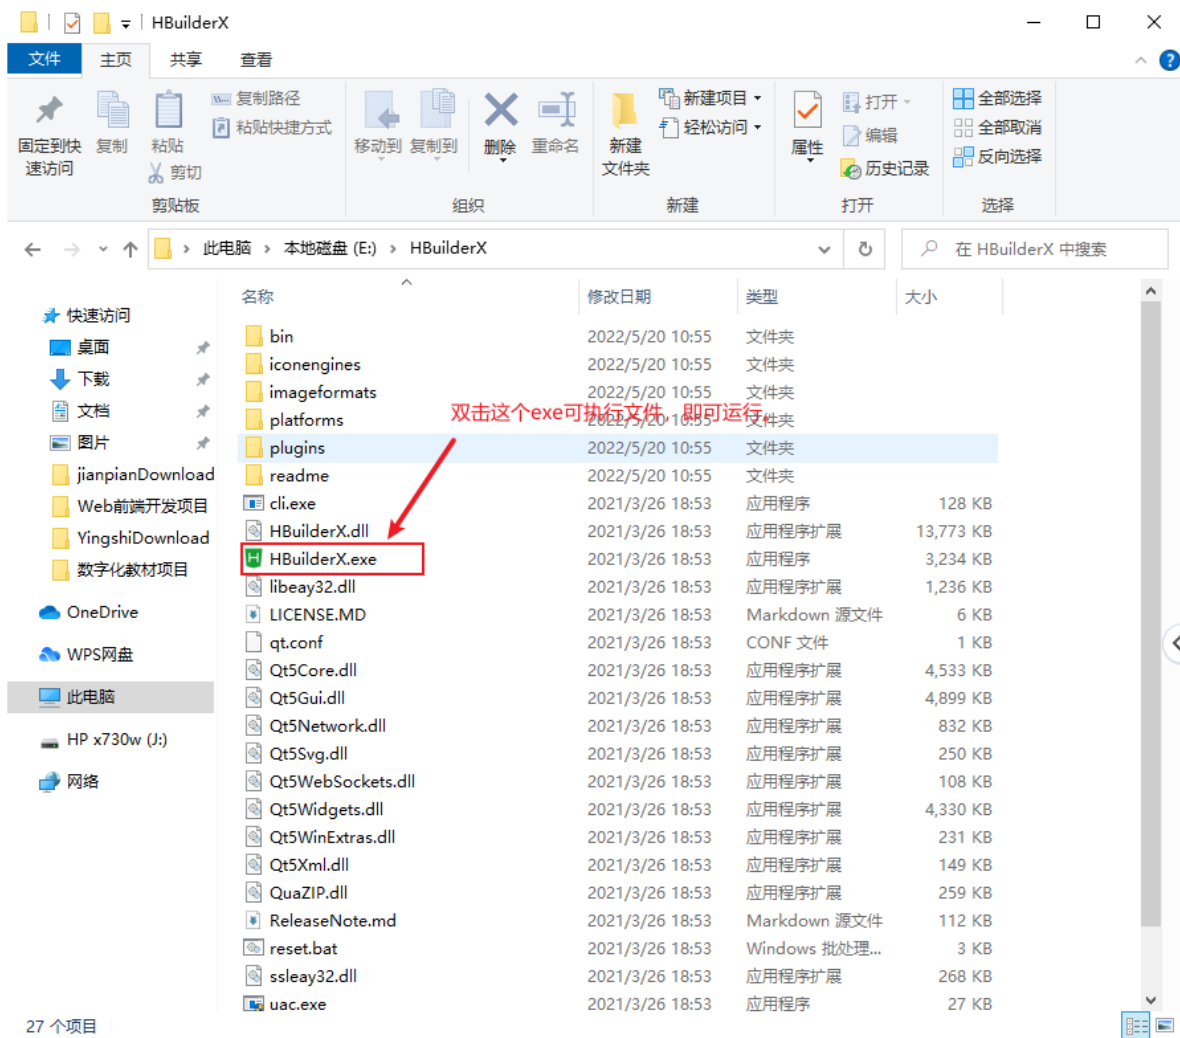 HBuilderX
文件 主页 共享 查看
固定到快速访问
复制
粘贴
复制路径
粘贴快捷方式
剪切
剪贴板
移动到
复制到
删除
重命名
组织
新建文件夹
新建项目
轻松访问
新建
属性
打开
编辑
历史记录
打开
全部选择
全部取消
反向选择
选择
此电脑 › 本地磁盘 (E:) › HBuilderX
在 HBuilderX 中搜索
快速访问
桌面
下载
文档
图片
jianpianDownload
Web前端开发项目
YingshiDownload
数字化教材项目
OneDrive
WPS网盘
此电脑
HP x730w (J:)
网络
名称 修改日期 类型 大小
bin 2022/5/20 10:55 文件夹
iconengines 2022/5/20 10:55 文件夹
imageformats 2022/5/20 10:55 文件夹
双击这个exe可执行文件，即可运行。
platforms 2022/5/20 10:55 文件夹
plugins 2022/5/20 10:55 文件夹
readme 2022/5/20 10:55 文件夹
cli.exe 2021/3/26 18:53 应用程序 128 KB
HBuilderX.dll 2021/3/26 18:53 应用程序扩展 13,773 KB
HBuilderX.exe 2021/3/26 18:53 应用程序 3,234 KB
libeay32.dll 2021/3/26 18:53 应用程序扩展 1,236 KB
LICENSE.MD 2021/3/26 18:53 Markdown 源文件 6 KB
qt.conf 2021/3/26 18:53 CONF 文件 1 KB
Qt5Core.dll 2021/3/26 18:53 应用程序扩展 4,533 KB
Qt5Gui.dll 2021/3/26 18:53 应用程序扩展 4,899 KB
Qt5Network.dll 2021/3/26 18:53 应用程序扩展 832 KB
Qt5Svg.dll 2021/3/26 18:53 应用程序扩展 250 KB
Qt5WebSockets.dll 2021/3/26 18:53 应用程序扩展 108 KB
Qt5Widgets.dll 2021/3/26 18:53 应用程序扩展 4,330 KB
Qt5WinExtras.dll 2021/3/26 18:53 应用程序扩展 231 KB
Qt5Xml.dll 2021/3/26 18:53 应用程序扩展 149 KB
QuaZIP.dll 2021/3/26 18:53 应用程序扩展 259 KB
ReleaseNote.md 2021/3/26 18:53 Markdown 源文件 112 KB
reset.bat 2021/3/26 18:53 Windows 批处理... 3 KB
ssleay32.dll 2021/3/26 18:53 应用程序扩展 268 KB
uac.exe 2021/3/26 18:53 应用程序 27 KB
27 个项目